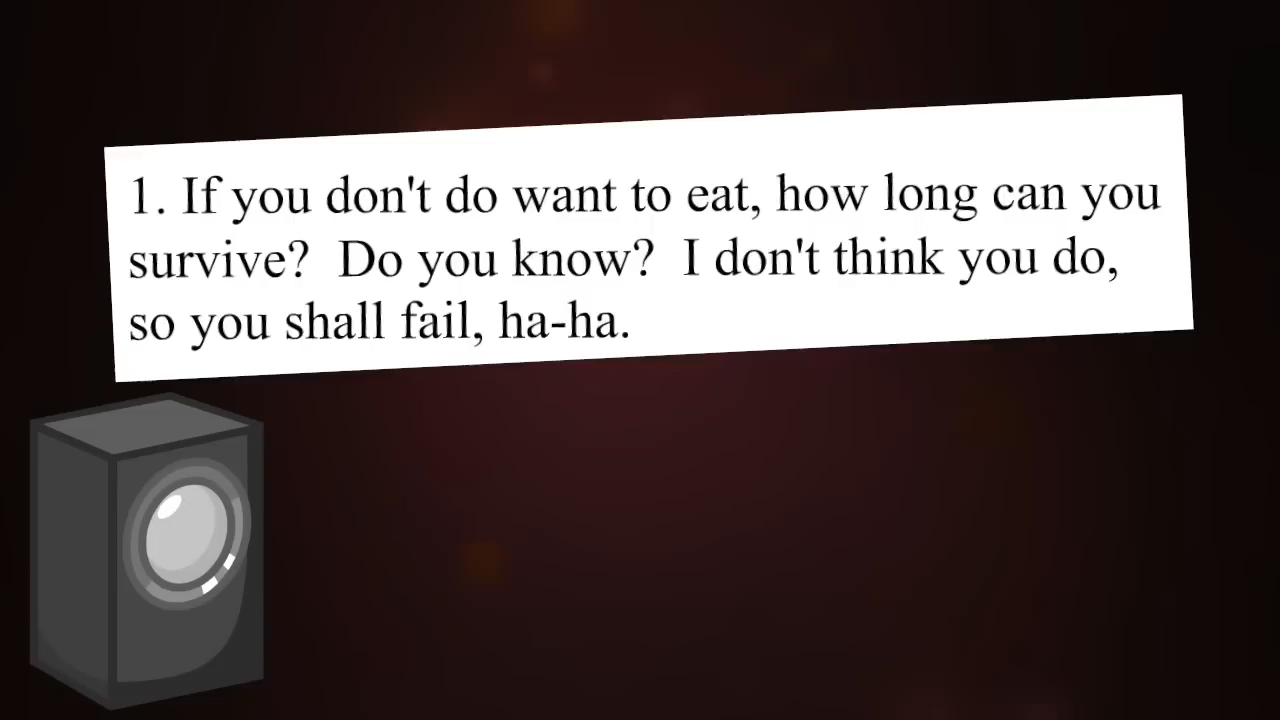 1. If you don't do want to eat, how long can you
survive?  Do you know?  I don't think you do,
so you shall fail, ha-ha.